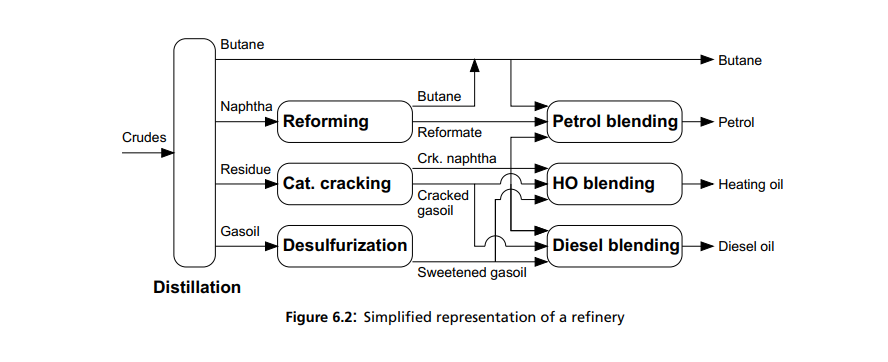 Butane
Butane
Naphtha
Butane
Reforming
Petrol blending
Petrol
Crudes
Reformate
Crk. naphtha
Residue
Cat. cracking
HO blending
Heating oil
Cracked
gasoil
Gasoil
Desulfurization
Diesel blending
Diesel oil
Sweetened gasoil
Distillation
Figure 6.2: Simplified representation of a refinery